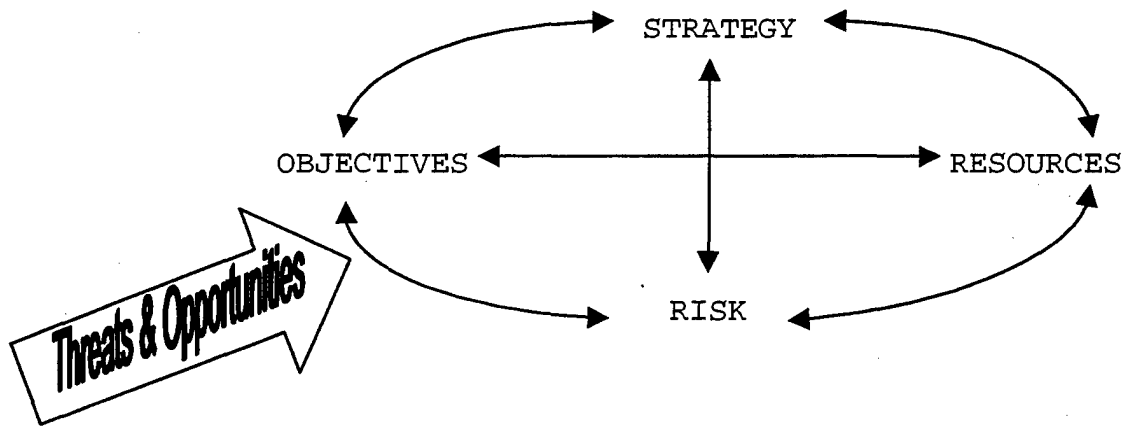 STRATEGY
OBJECTIVES
RESOURCES
Threats & Opportunities
RISK